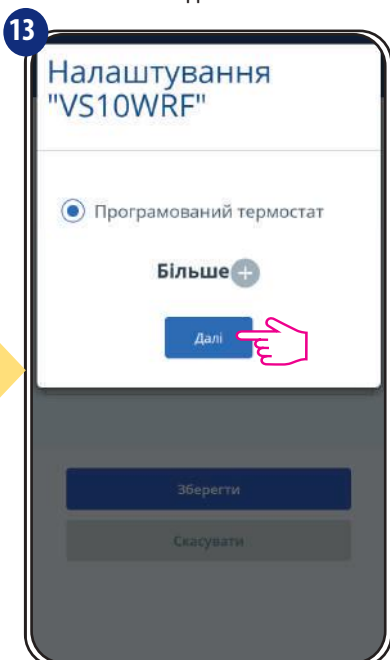 13
Налаштування
"VS10WRF"
Програмований термостат
Більше
Далі
Зберегти
Скасувати